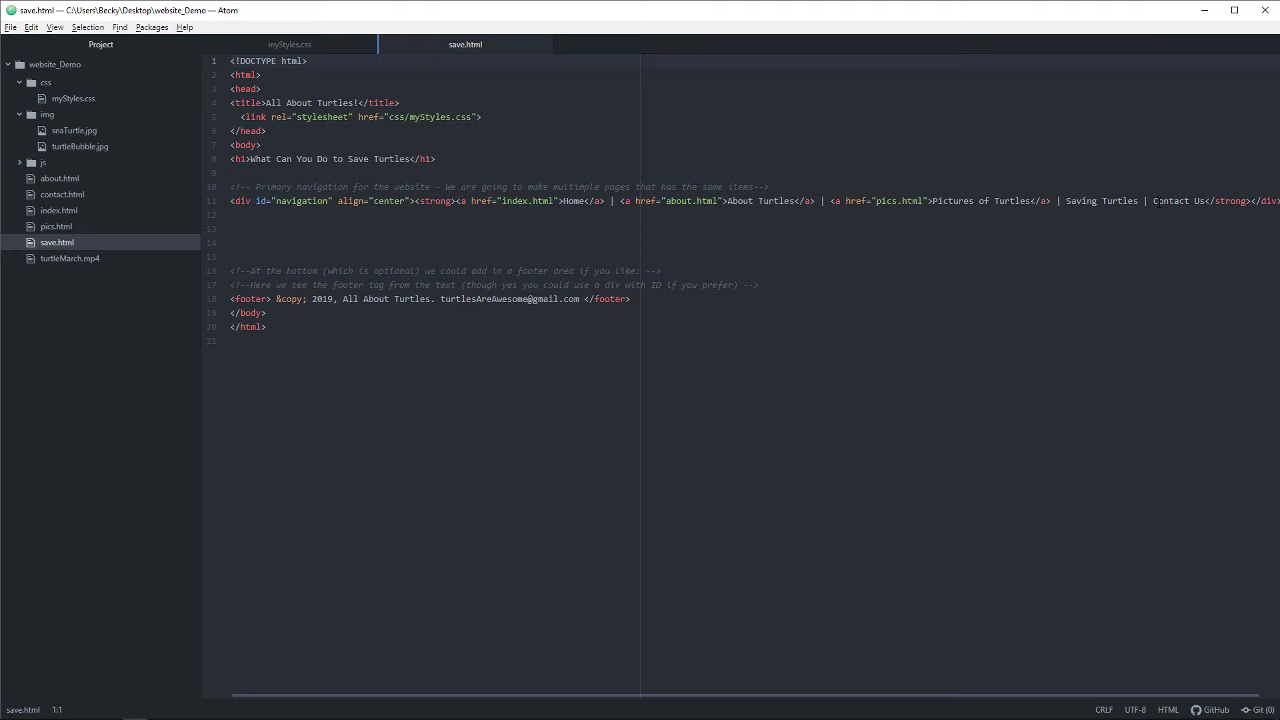 save.html — C:\Users\Becky\Desktop\website_Demo — Atom
File Edit View Selection Find Packages Help
Project
myStyles.css
save.html
website_Demo
css
myStyles.css
img
seaTurtle.jpg
turtleBubble.jpg
js
about.html
contact.html
index.html
pics.html
save.html
turtleMarch.mp4
1 <!DOCTYPE html>
2 <html>
3 <head>
4 <title>All About Turtles!</title>
5 <link rel="stylesheet" href="css/myStyles.css">
6 </head>
7 <body>
8 <h1>What Can You Do to Save Turtles</h1>
9
10 <!-- Primary navigation for the website - We are going to make multimple pages that has the same items-->
11 <div id="navigation" align="center"><strong><a href="index.html">Home</a> | <a href="about.html">About Turtles</a> | <a href="pics.html">Pictures of Turtles</a> | Saving Turtles | Contact Us</strong></div
12
13
14
15
16 <!--At the bottom (which is optional) we could add in a footer area if you like: -->
17 <!--Here we see the footer tag from the text (though yes you could use a div with ID if you prefer) -->
18 <footer> &copy; 2019, All About Turtles. turtlesAreAwesome@gmail.com </footer>
19 </body>
20 </html>
21
save.html 1:1
CRLF UTF-8 HTML GitHub Git (0)